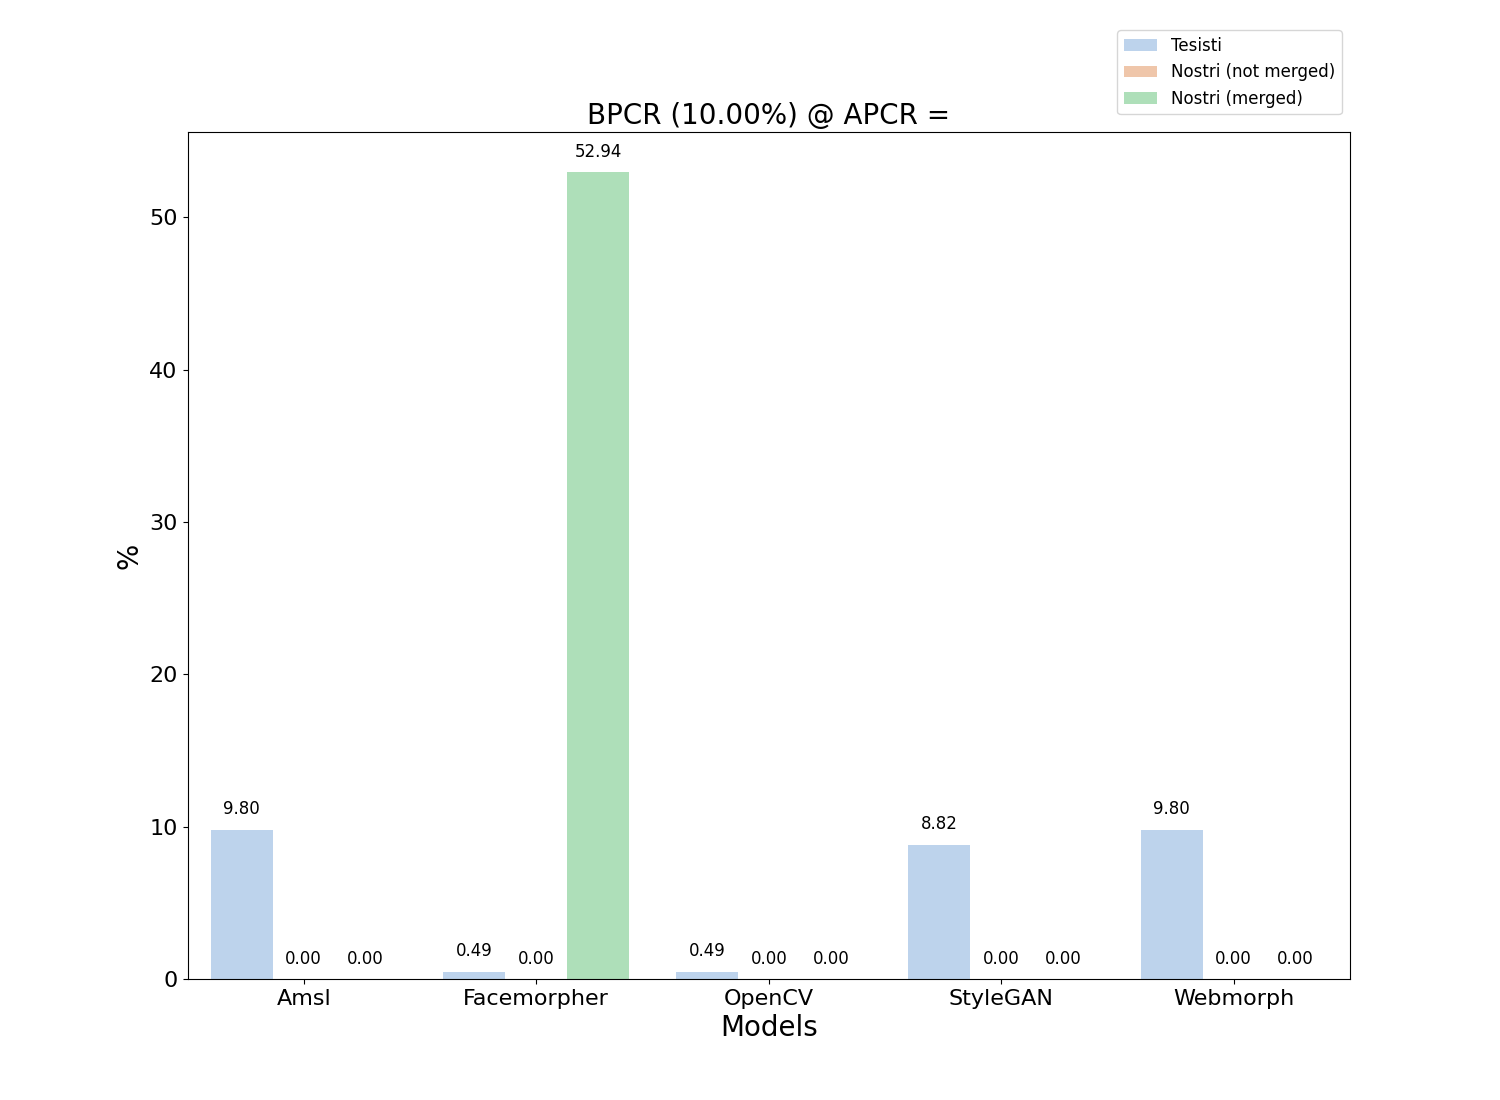 Tesisti
Nostri (not merged)
Nostri (merged)
BPCR (10.00%) @ APCR =
52.94
50
40
30
20
10
0
%
9.80
0.00
0.00
0.49
0.00
0.49
0.00
0.00
8.82
0.00
0.00
9.80
0.00
0.00
Amsl
Facemorpher
OpenCV
StyleGAN
Webmorph
Models